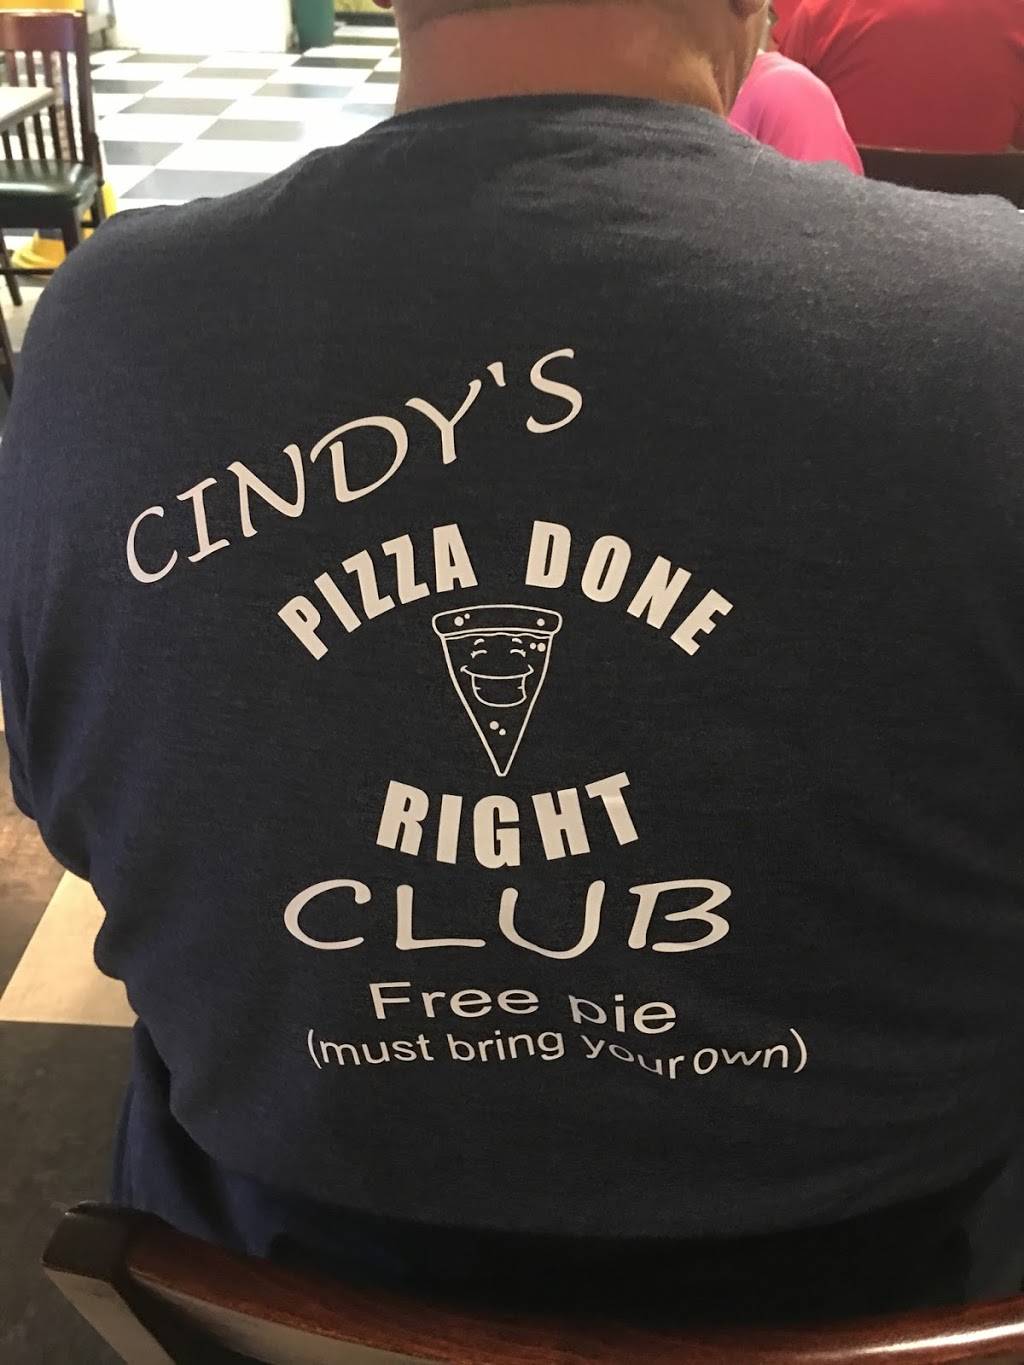 CINDY'S
PIZZA DONE
RIGHT
CLUB
Free pie
(must bring your own)